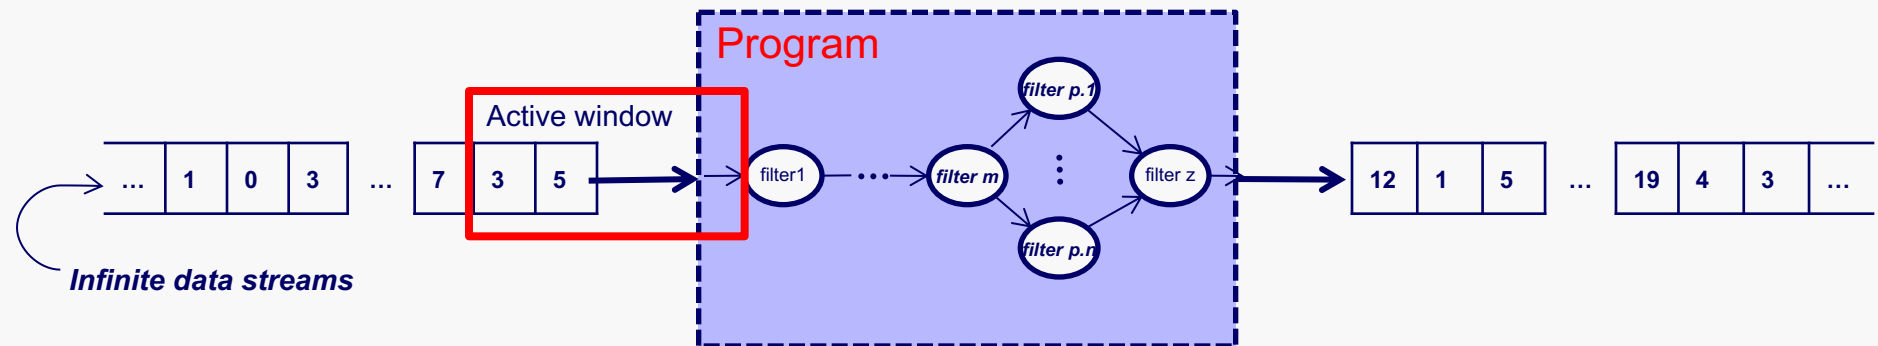 Program
filter p.1
Active window
… 1 0 3 … 7 3 5
filter1
…
filter m
⋮
filter z
12 1 5 … 19 4 3 …
filter p.n
Infinite data streams